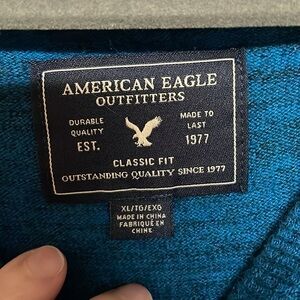 AMERICAN EAGLE
OUTFITTERS
DURABLE
QUALITY
EST.
MADE TO
LAST
1977
CLASSIC FIT
OUTSTANDING QUALITY SINCE 1977
XL/TG/EXG
MADE IN CHINA
FABRIQUÉ EN
CHINE